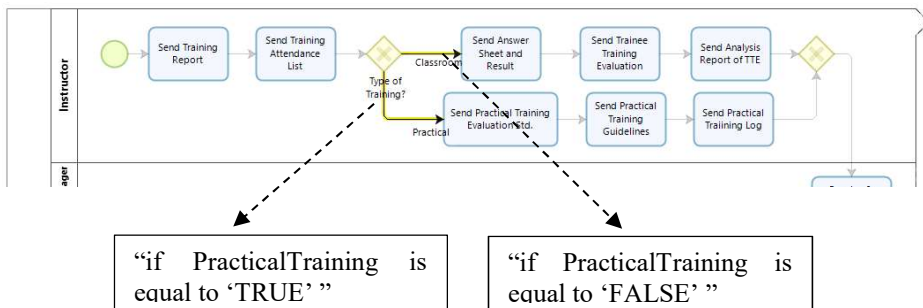 Instructor
Send Training
Report
Send Training
Attendance
List
Type of
Training?
Classroom
Practical
Send Answer
Sheet and
Result
Send Trainee
Training
Evaluation
Send Analysis
Report of TTE
Send Practical Training
Evaluation Std.
Send Practical
Training
Guidelines
Send Practical
Traiining Log
ager
“if PracticalTraining is
equal to ‘TRUE’ ”
“if PracticalTraining is
equal to ‘FALSE’ ”